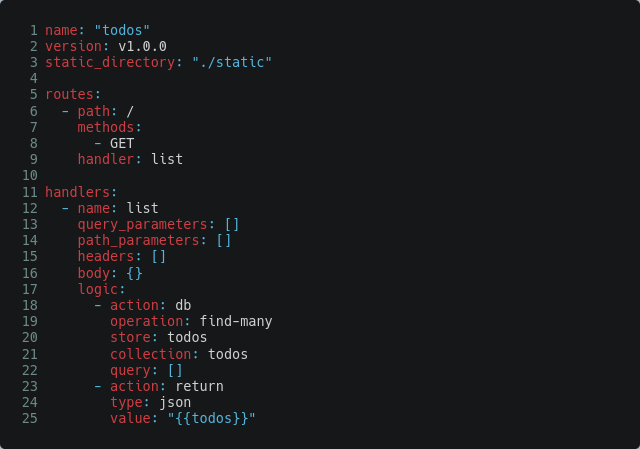 1 name: "todos"
2 version: v1.0.0
3 static_directory: "./static"
4
5 routes:
6   - path: /
7     methods:
8       - GET
9     handler: list
10
11 handlers:
12   - name: list
13     query_parameters: []
14     path_parameters: []
15     headers: []
16     body: {}
17     logic:
18       - action: db
19         operation: find-many
20         store: todos
21         collection: todos
22         query: []
23       - action: return
24         type: json
25         value: "{{todos}}"